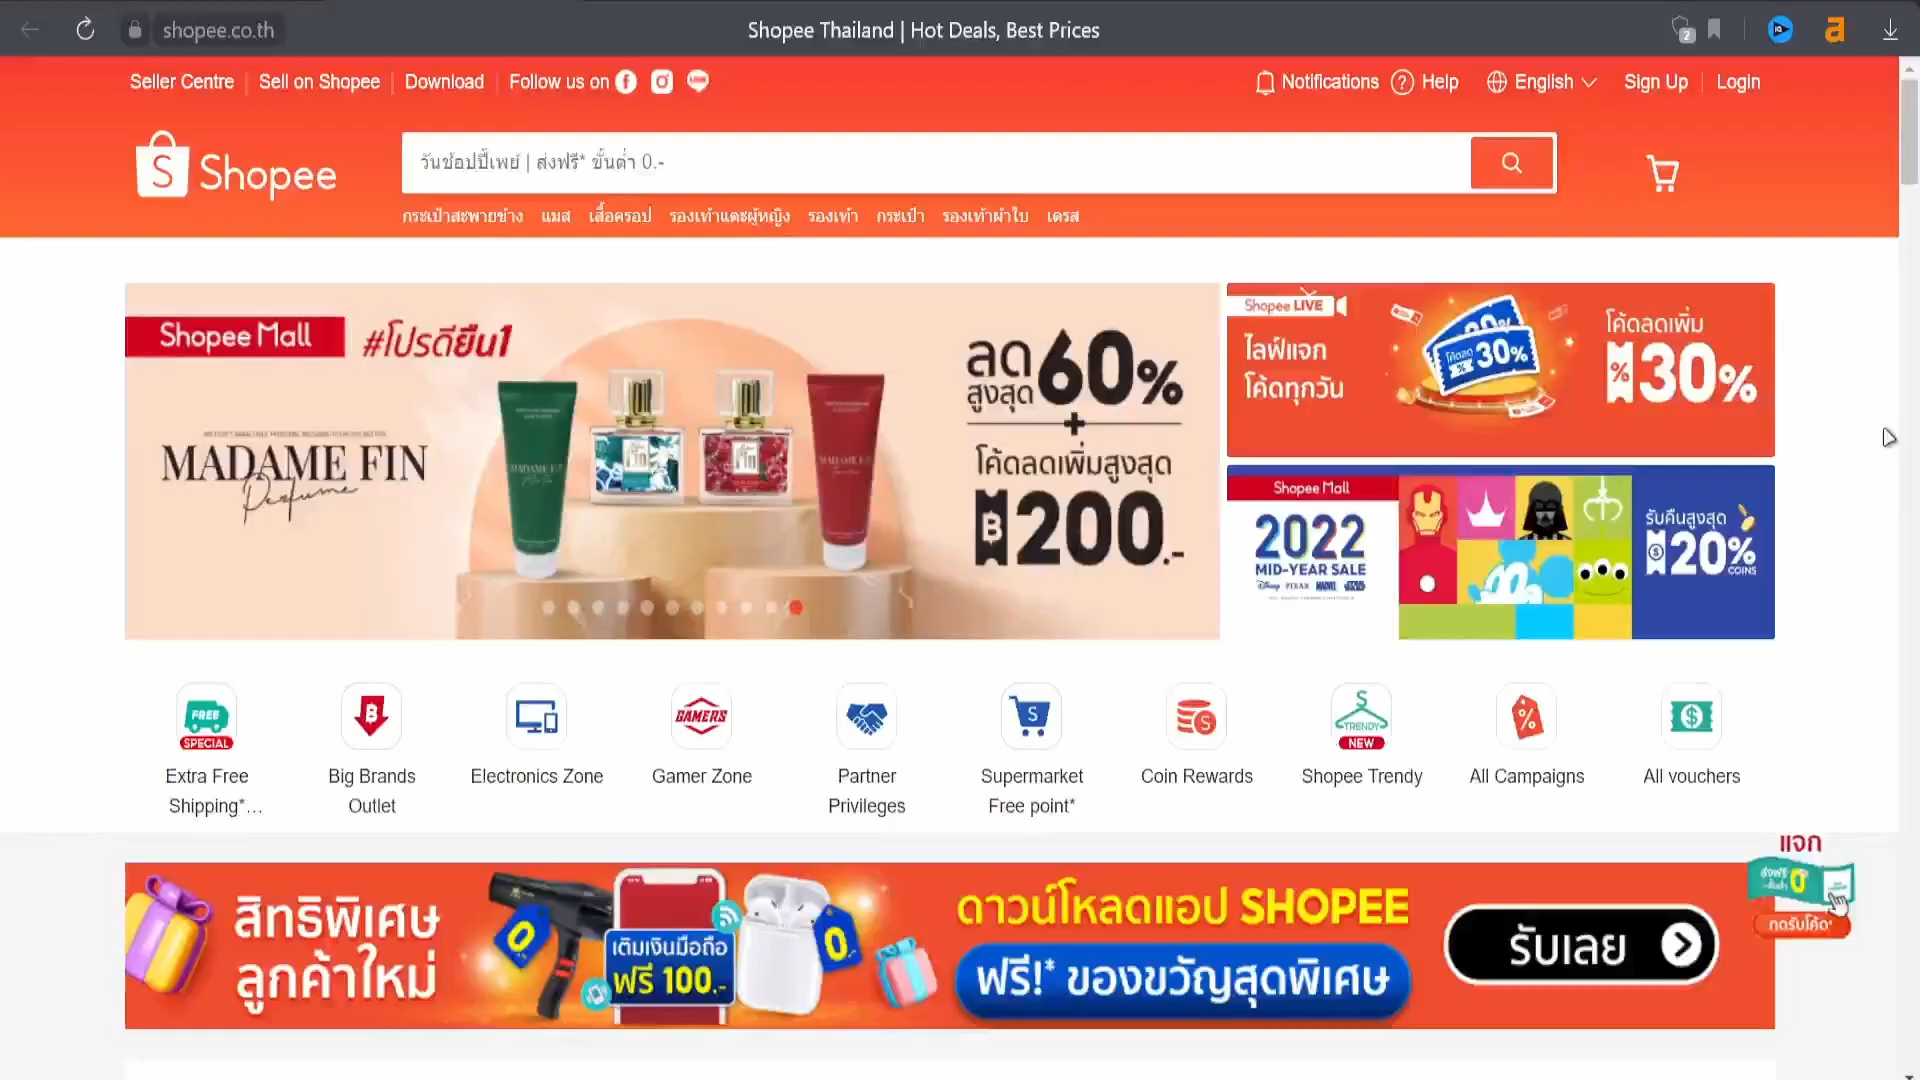 shopee.co.th
Shopee Thailand | Hot Deals, Best Prices
2
a
Seller Centre
Sell on Shopee
Download
Follow us on
Notifications
Help
English
Sign Up
Login
Shopee
วันช้อปปี้เพย์ | ส่งฟรี* ขั้นต่ำ 0.-
กระเป๋าสะพายข้าง แมส เสื้อครอป รองเท้าแตะผู้หญิง รองเท้า กระเป๋า รองเท้าผ้าใบ เดรส
Shopee Mall
#โปรดียืน1
MADAME FIN
Perfume
ลด
สูงสุด 60%
+
โค้ดลดเพิ่มสูงสุด
฿200.-
Shopee LIVE
ไลฟ์แจก
โค้ดทุกวัน
30%
โค้ดลดเพิ่ม
% 30%
Shopee Mall
2022
MID-YEAR SALE
Disney PIXAR MARVEL STAR WARS
รับคืนสูงสุด
20%
COINS
FREE
SPECIAL
Extra Free
Shipping*...
Big Brands
Outlet
Electronics Zone
GAMERS
Gamer Zone
Partner
Privileges
Supermarket
Free point*
Coin Rewards
TRENDY
NEW
Shopee Trendy
All Campaigns
All vouchers
สิทธิพิเศษ
ลูกค้าใหม่
0
เติมเงินมือถือ
ฟรี 100.-
0.-
ดาวน์โหลดแอป SHOPEE
ฟรี!* ของขวัญสุดพิเศษ
รับเลย
แจก
ส่งฟรี
0
กดรับโค้ด*